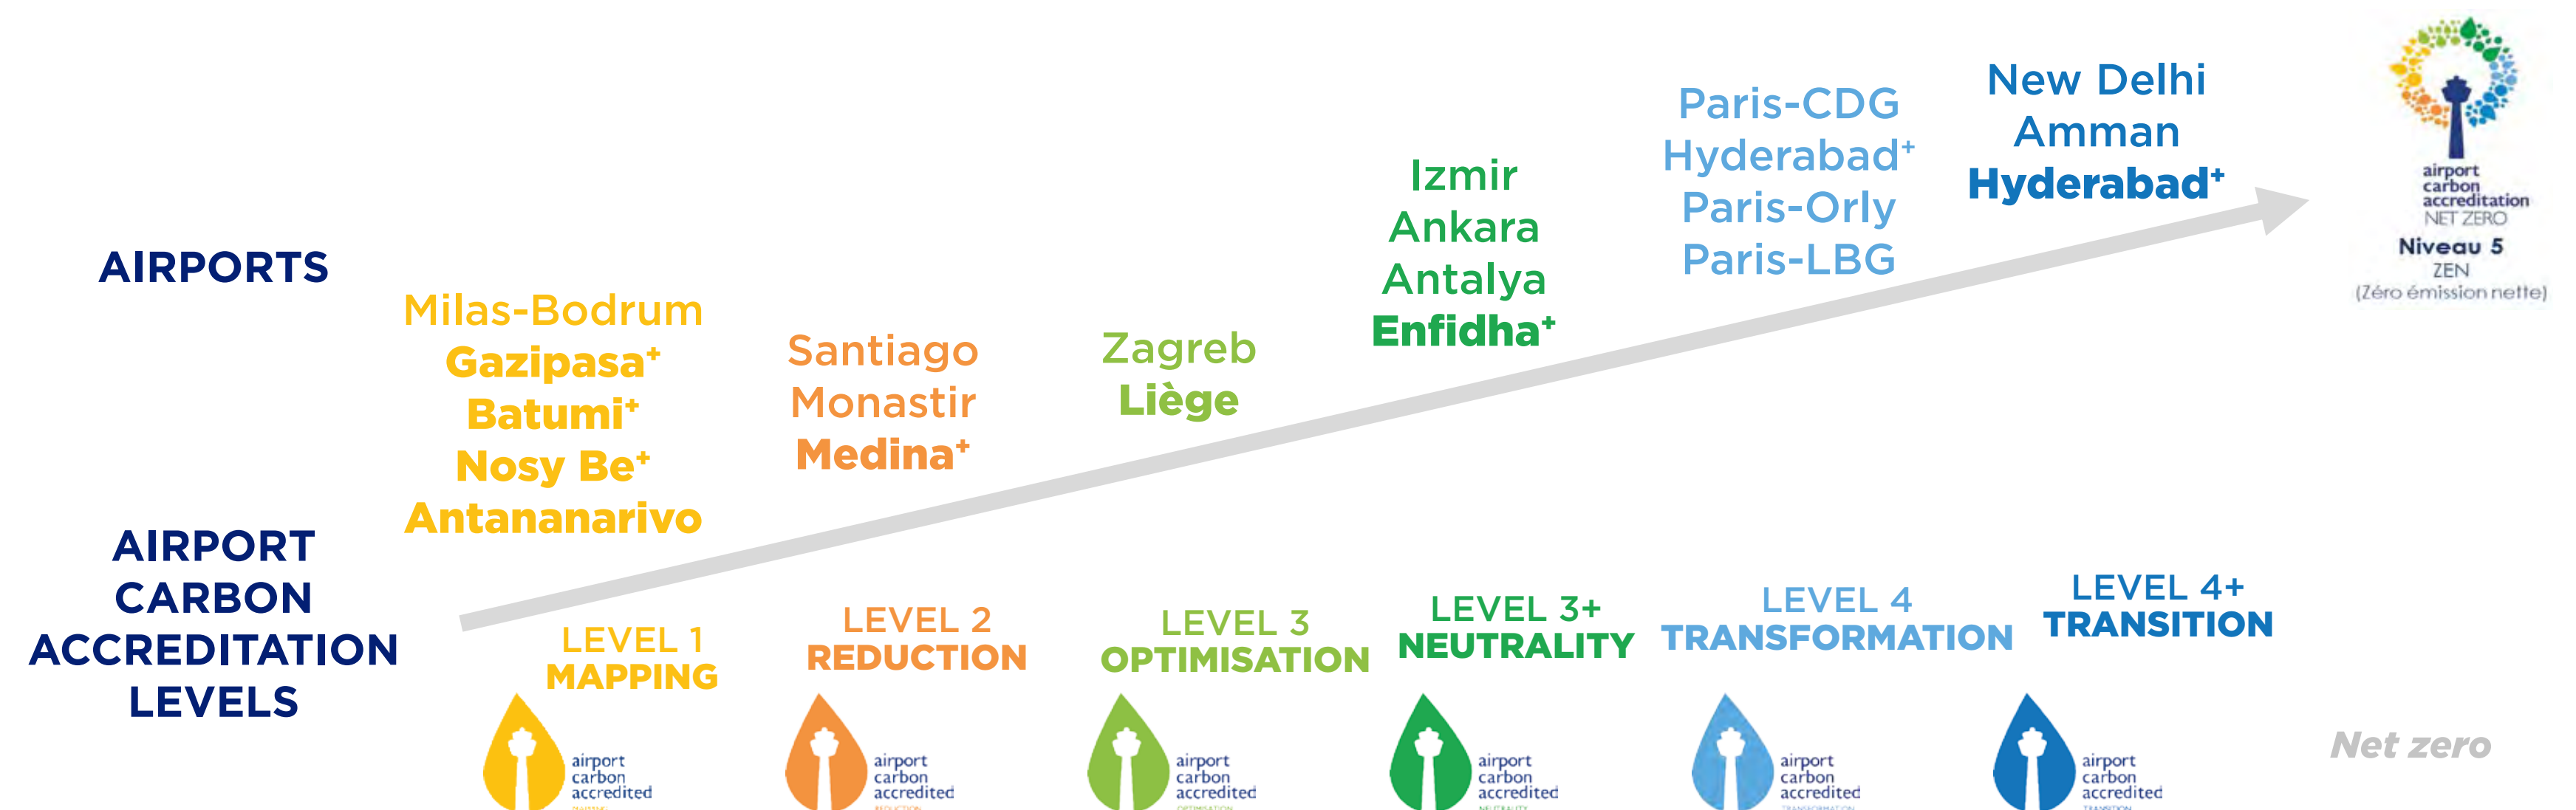 AIRPORTS
Milas-Bodrum
Gazipasa+
Batumi+
Nosy Be+
Antananarivo
Santiago
Monastir
Medina+
Zagreb
Liège
Izmir
Ankara
Antalya
Enfidha+
Paris-CDG
Hyderabad+
Paris-Orly
Paris-LBG
New Delhi
Amman
Hyderabad+
airport
carbon
accreditation
NET ZERO
Niveau 5
ZEN
(Zéro émission nette)
AIRPORT
CARBON
ACCREDITATION
LEVELS
LEVEL 1
MAPPING
airport
carbon
accredited
LEVEL 2
REDUCTION
airport
carbon
accredited
LEVEL 3
OPTIMISATION
airport
carbon
accredited
LEVEL 3+
NEUTRALITY
airport
carbon
accredited
LEVEL 4
TRANSFORMATION
airport
carbon
accredited
LEVEL 4+
TRANSITION
airport
carbon
accredited
Net zero